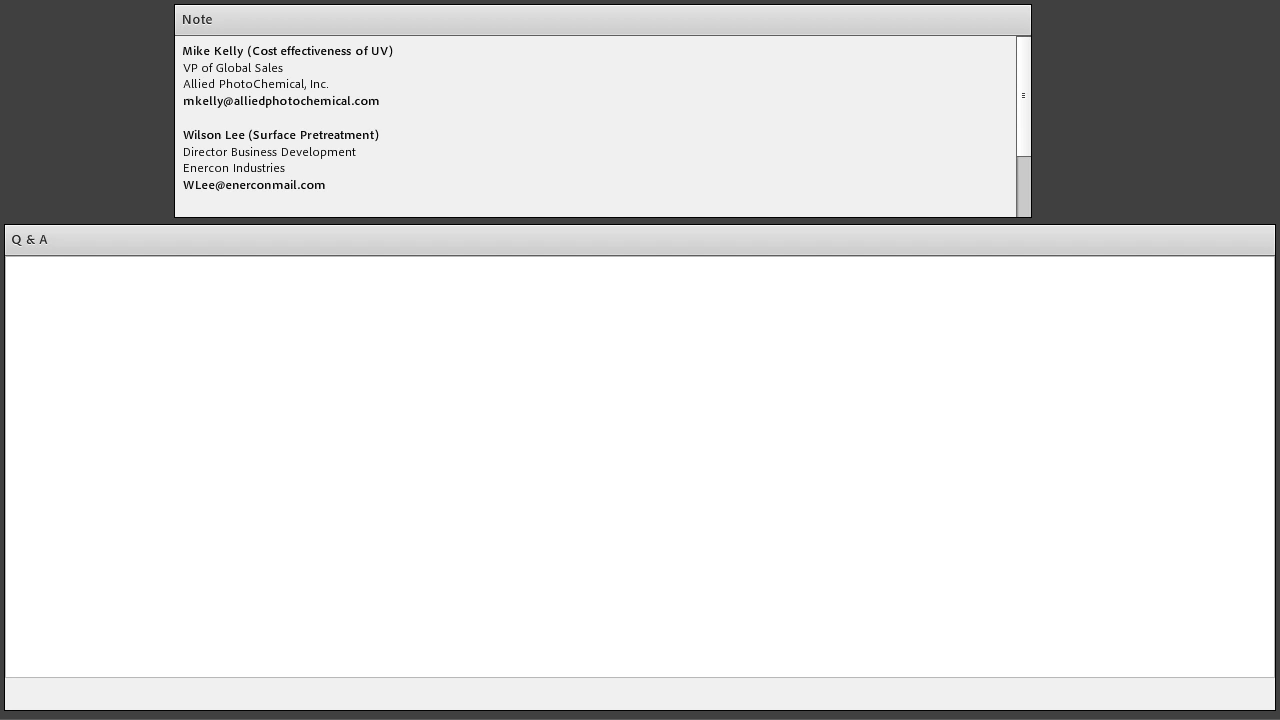 Note
Mike Kelly (Cost effectiveness of UV)
VP of Global Sales
Allied PhotoChemical, Inc.
mkelly@alliedphotochemical.com
Wilson Lee (Surface Pretreatment)
Director Business Development
Enercon Industries
WLee@enerconmail.com
Q & A